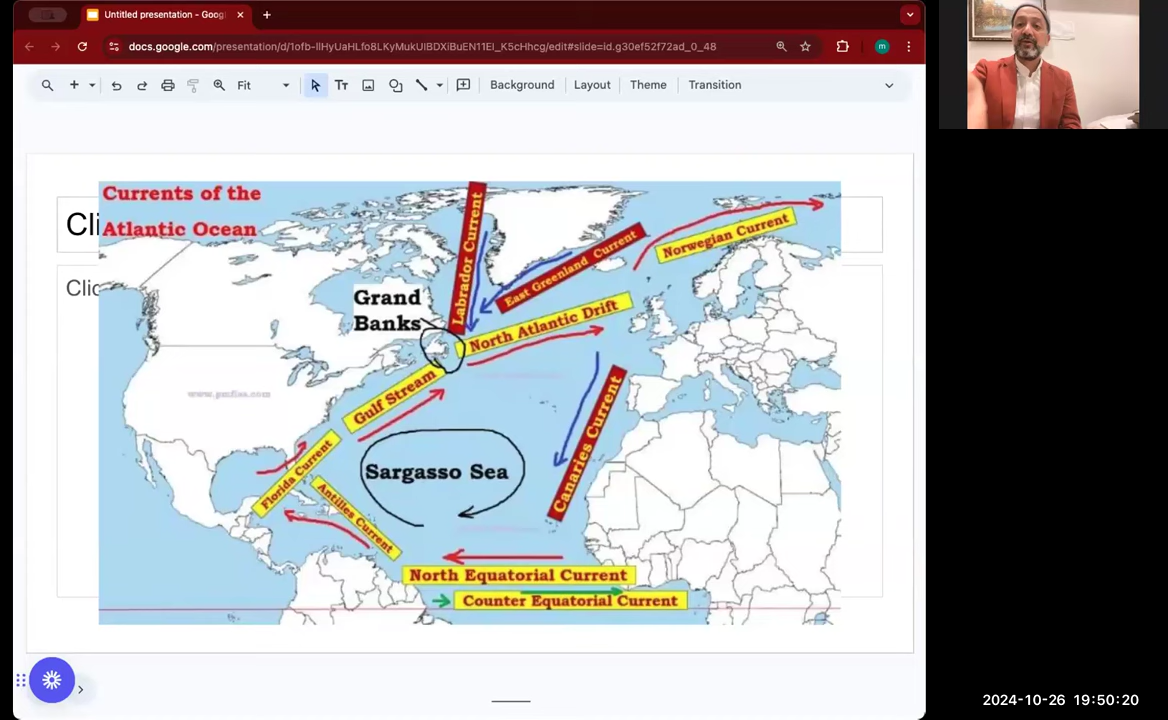 Untitled presentation - Goog
docs.google.com/presentation/d/1ofb-IlHyUaHLfo8LKyMukUIBDXiBuEN11EI_K5cHhcg/edit#slide=id.g30ef52f72ad_0_48
m
Fit
Background
Layout
Theme
Transition
Currents of the
Atlantic Ocean
Cli
Clic
Labrador Current
East Greenland Current
Norwegian Current
Grand
Banks
North Atlantic Drift
Gulf Stream
Canaries Current
Sargasso Sea
Florida Current
Antilles Current
North Equatorial Current
Counter Equatorial Current
2024-10-26 19:50:20